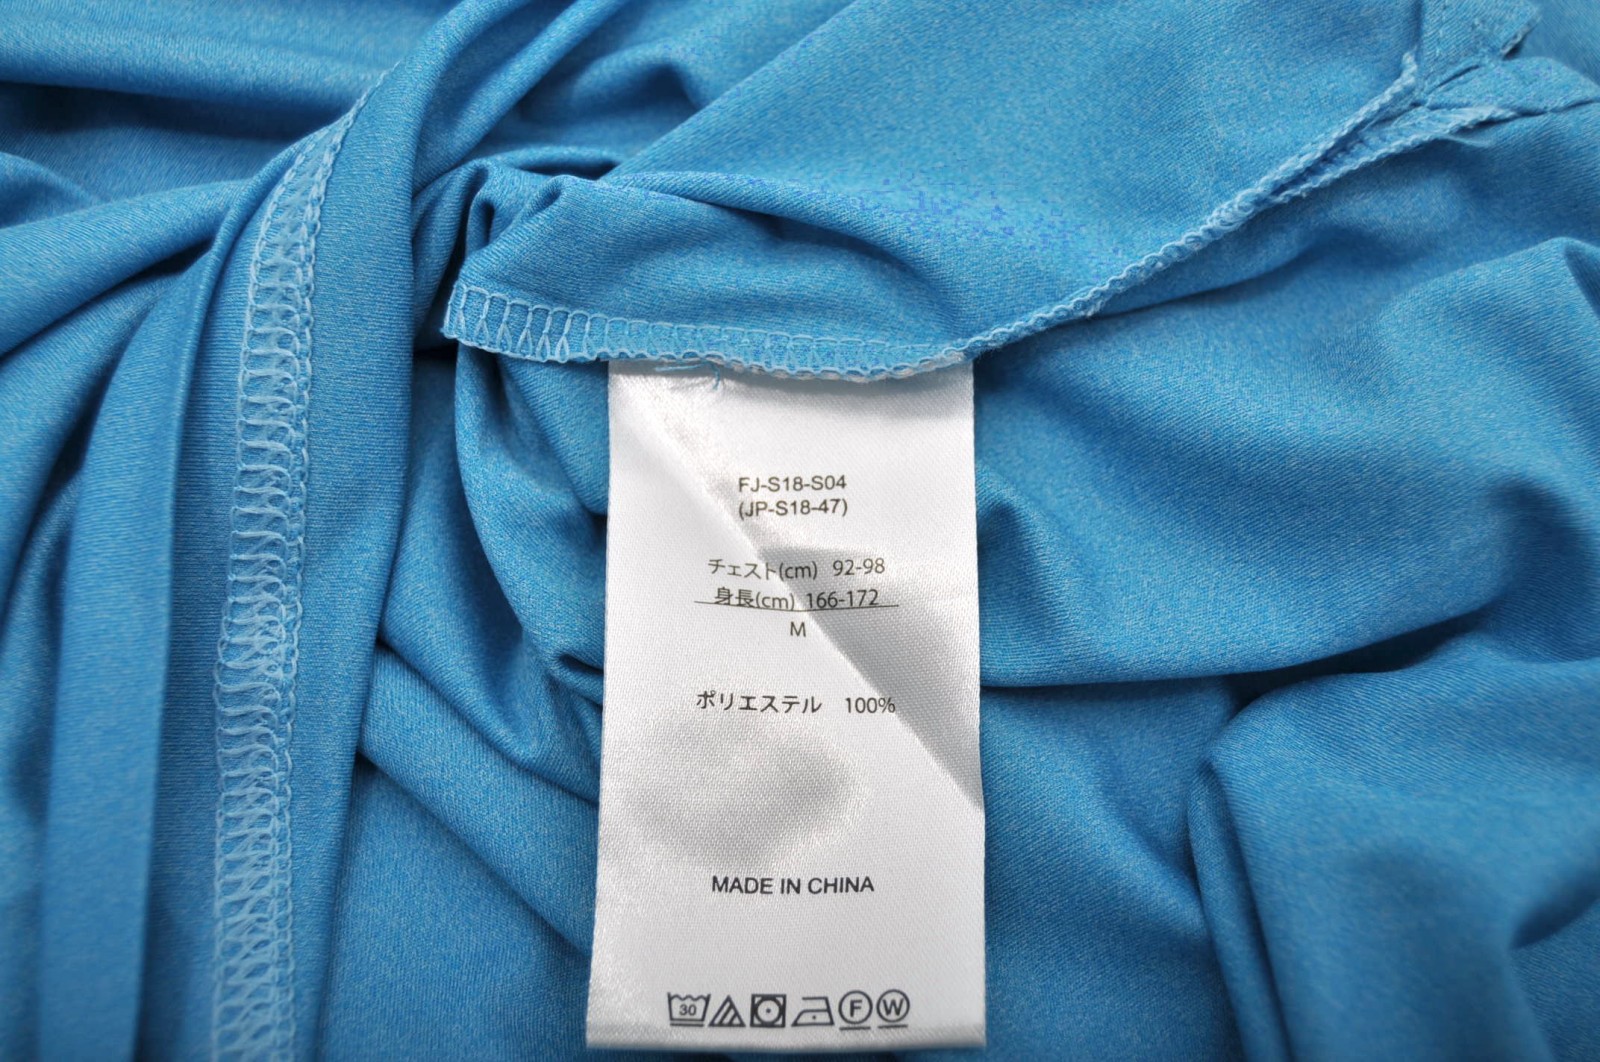 FJ-S18-S04
(JP-S18-47)
チェスト(cm) 92-98
身長(cm) 166-172
M
ポリエステル 100%
MADE IN CHINA
30 F W